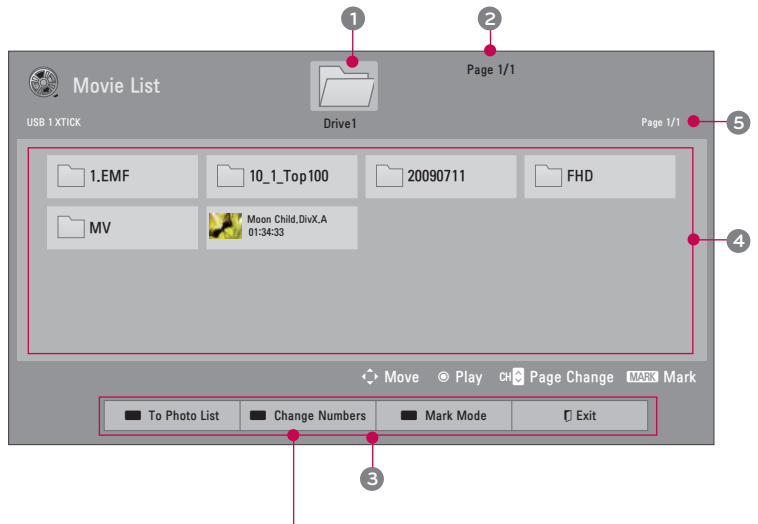 1
2
Page 1/1
Movie List
USB 1 XTICK
Drive1
Page 1/1
5
1.EMF
10_1_Top100
20090711
FHD
MV
Moon Child,DivX,A
01:34:33
4
Move
Play
CH
Page Change
MARK
Mark
To Photo List
Change Numbers
Mark Mode
Exit
3